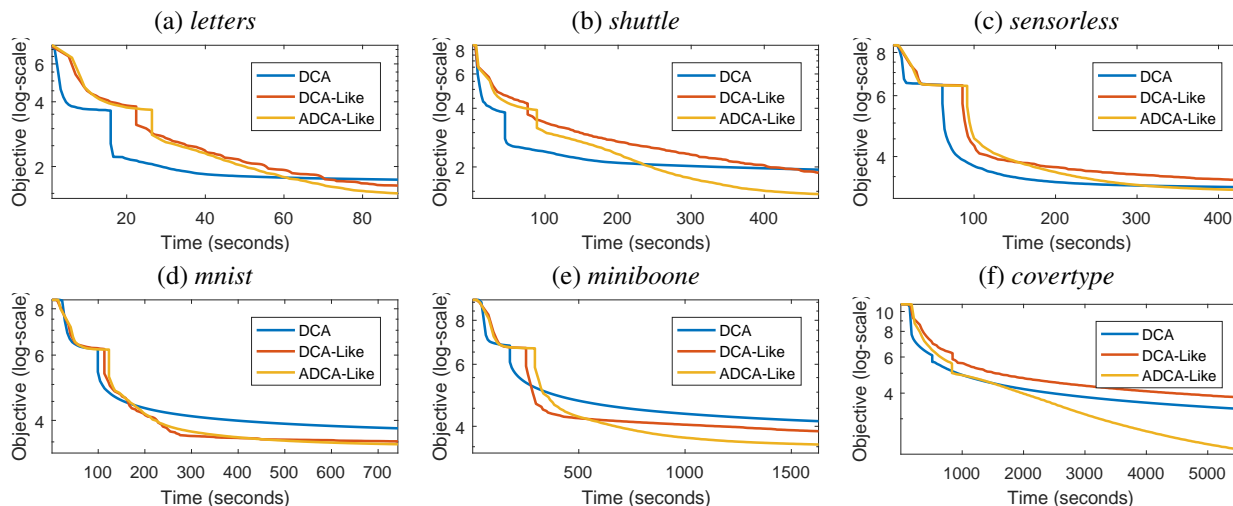 (a) letters
Objective (log-scale)
6
4
2
20 40 60 80
Time (seconds)
DCA
DCA-Like
ADCA-Like
(b) shuttle
Objective (log-scale)
8
6
4
2
100 200 300 400
Time (seconds)
DCA
DCA-Like
ADCA-Like
(c) sensorless
Objective (log-scale)
8
6
4
0 100 200 300 400
Time (seconds)
DCA
DCA-Like
ADCA-Like
(d) mnist
Objective (log-scale)
8
6
4
100 200 300 400 500 600 700
Time (seconds)
DCA
DCA-Like
ADCA-Like
(e) miniboone
Objective (log-scale)
8
6
4
500 1000 1500
Time (seconds)
DCA
DCA-Like
ADCA-Like
(f) covertype
Objective (log-scale)
10
8
6
4
1000 2000 3000 4000 5000
Time (seconds)
DCA
DCA-Like
ADCA-Like